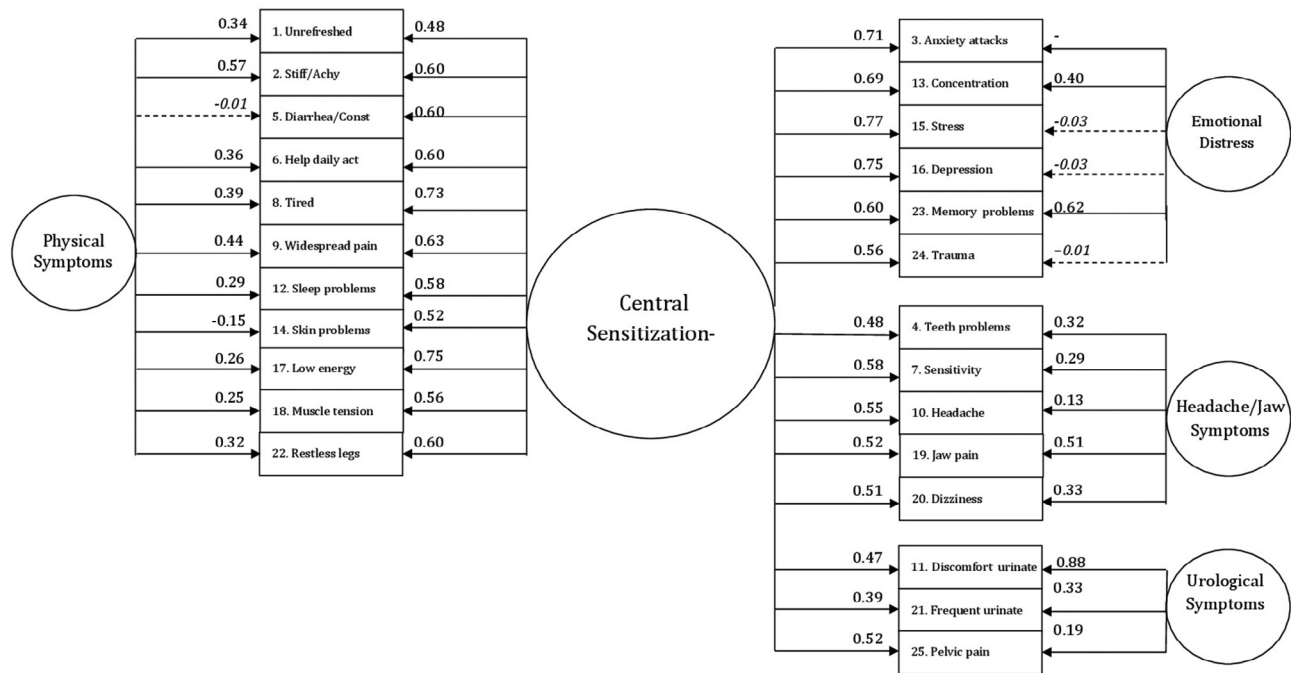 0.34
1. Unrefreshed
0.48
0.57
2. Stiff/Achy
0.60
-0.01
5. Diarrhea/Const
0.60
0.36
6. Help daily act
0.60
0.39
8. Tired
0.73
Physical
Symptoms
0.44
9. Widespread pain
0.63
0.29
12. Sleep problems
0.58
-0.15
14. Skin problems
0.52
0.26
17. Low energy
0.75
0.25
18. Muscle tension
0.56
0.32
22. Restless legs
0.60
Central
Sensitization-
0.71
3. Anxiety attacks
-
0.69
13. Concentration
0.40
0.77
15. Stress
-0.03
0.75
16. Depression
-0.03
0.60
23. Memory problems
0.62
0.56
24. Trauma
–0.01
Emotional
Distress
0.48
4. Teeth problems
0.32
0.58
7. Sensitivity
0.29
0.55
10. Headache
0.13
0.52
19. Jaw pain
0.51
0.51
20. Dizziness
0.33
Headache/Jaw
Symptoms
0.47
11. Discomfort urinate
0.88
0.39
21. Frequent urinate
0.33
0.52
25. Pelvic pain
0.19
Urological
Symptoms